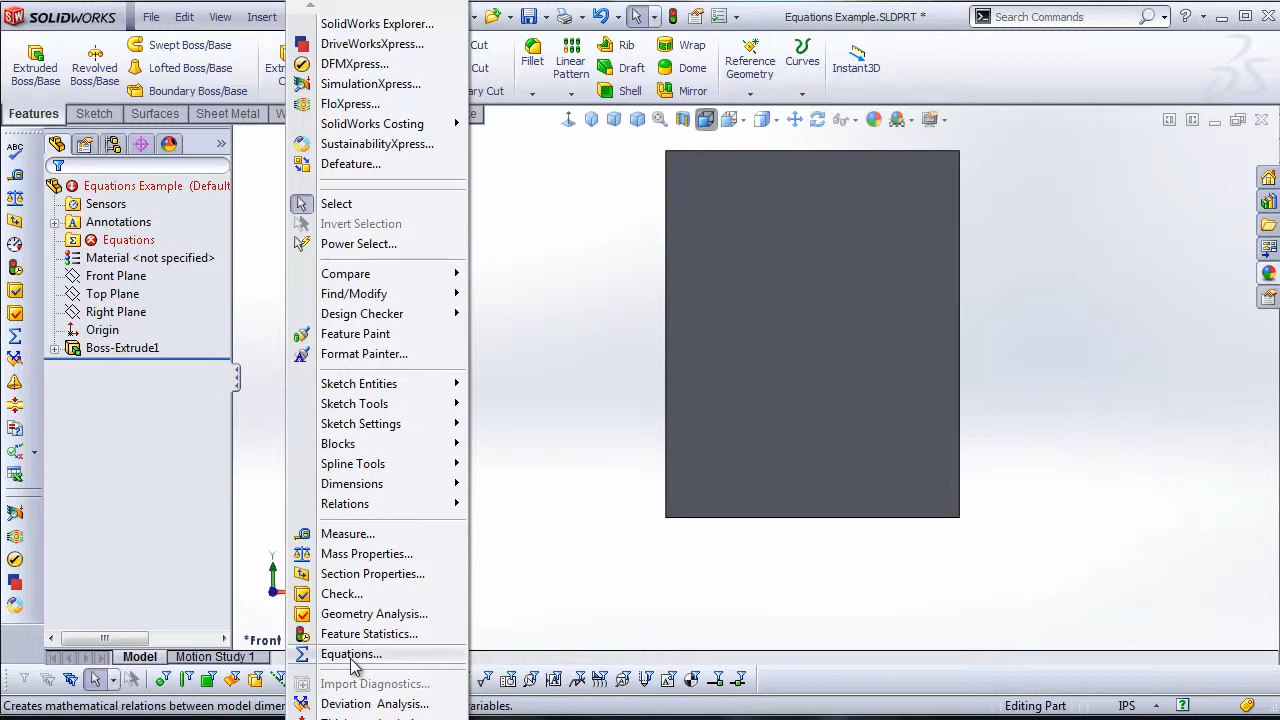 SOLIDWORKS
File
Edit
View
Insert
Equations Example.SLDPRT *
Search Commands
Extruded
Boss/Base
Revolved
Boss/Base
Swept Boss/Base
Lofted Boss/Base
Boundary Boss/Base
Cut
Cut
Fillet
Linear
Pattern
Rib
Draft
Shell
Wrap
Dome
Mirror
Reference
Geometry
Curves
Instant3D
Features
Sketch
Surfaces
Sheet Metal
Equations Example (Default
Sensors
Annotations
Equations
Material <not specified>
Front Plane
Top Plane
Right Plane
Origin
Boss-Extrude1
SolidWorks Explorer...
DriveWorksXpress...
DFMXpress...
SimulationXpress...
FloXpress...
SolidWorks Costing
SustainabilityXpress...
Defeature...
Select
Invert Selection
Power Select...
Compare
Find/Modify
Design Checker
Feature Paint
Format Painter...
Sketch Entities
Sketch Tools
Sketch Settings
Blocks
Spline Tools
Dimensions
Relations
Measure...
Mass Properties...
Section Properties...
Check...
Geometry Analysis...
Feature Statistics...
Equations...
Import Diagnostics...
Deviation Analysis...
Y
*Front
Model
Motion Study 1
Creates mathematical relations between model dimen
variables.
Editing Part
IPS